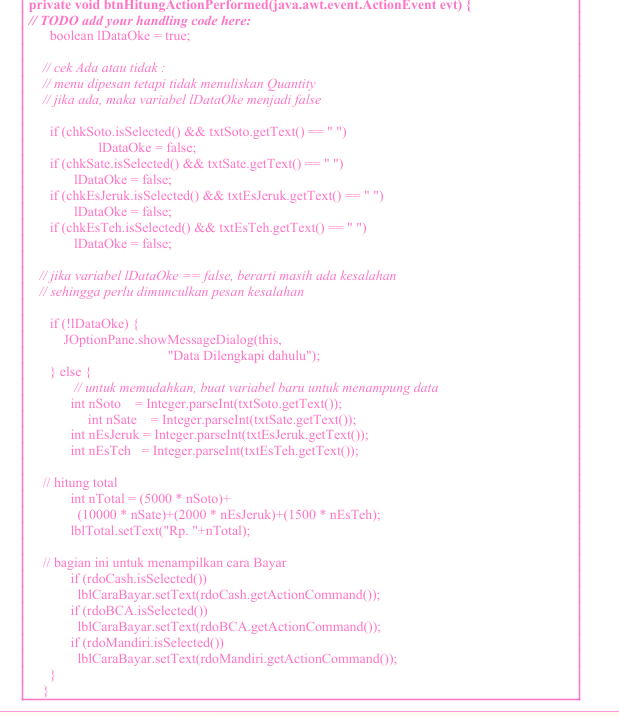 private void btnHitungActionPerformed(java.awt.event.ActionEvent evt) {
// TODO add your handling code here:
boolean lDataOke = true;
// cek Ada atau tidak :
// menu dipesan tetapi tidak menuliskan Quantity
// jika ada, maka variabel lDataOke menjadi false
if (chkSoto.isSelected() && txtSoto.getText() == " ")
lDataOke = false;
if (chkSate.isSelected() && txtSate.getText() == " ")
lDataOke = false;
if (chkEsJeruk.isSelected() && txtEsJeruk.getText() == " ")
lDataOke = false;
if (chkEsTeh.isSelected() && txtEsTeh.getText() == " ")
lDataOke = false;
// jika variabel lDataOke == false, berarti masih ada kesalahan
// sehingga perlu dimunculkan pesan kesalahan
if (!lDataOke) {
JOptionPane.showMessageDialog(this,
"Data Dilengkapi dahulu");
} else {
// untuk memudahkan, buat variabel baru untuk menampung data
int nSoto = Integer.parseInt(txtSoto.getText());
int nSate = Integer.parseInt(txtSate.getText());
int nEsJeruk = Integer.parseInt(txtEsJeruk.getText());
int nEsTeh = Integer.parseInt(txtEsTeh.getText());
// hitung total
int nTotal = (5000 * nSoto)+
(10000 * nSate)+(2000 * nEsJeruk)+(1500 * nEsTeh);
lblTotal.setText("Rp. "+nTotal);
// bagian ini untuk menampilkan cara Bayar
if (rdoCash.isSelected())
lblCaraBayar.setText(rdoCash.getActionCommand());
if (rdoBCA.isSelected())
lblCaraBayar.setText(rdoBCA.getActionCommand());
if (rdoMandiri.isSelected())
lblCaraBayar.setText(rdoMandiri.getActionCommand());
}
}